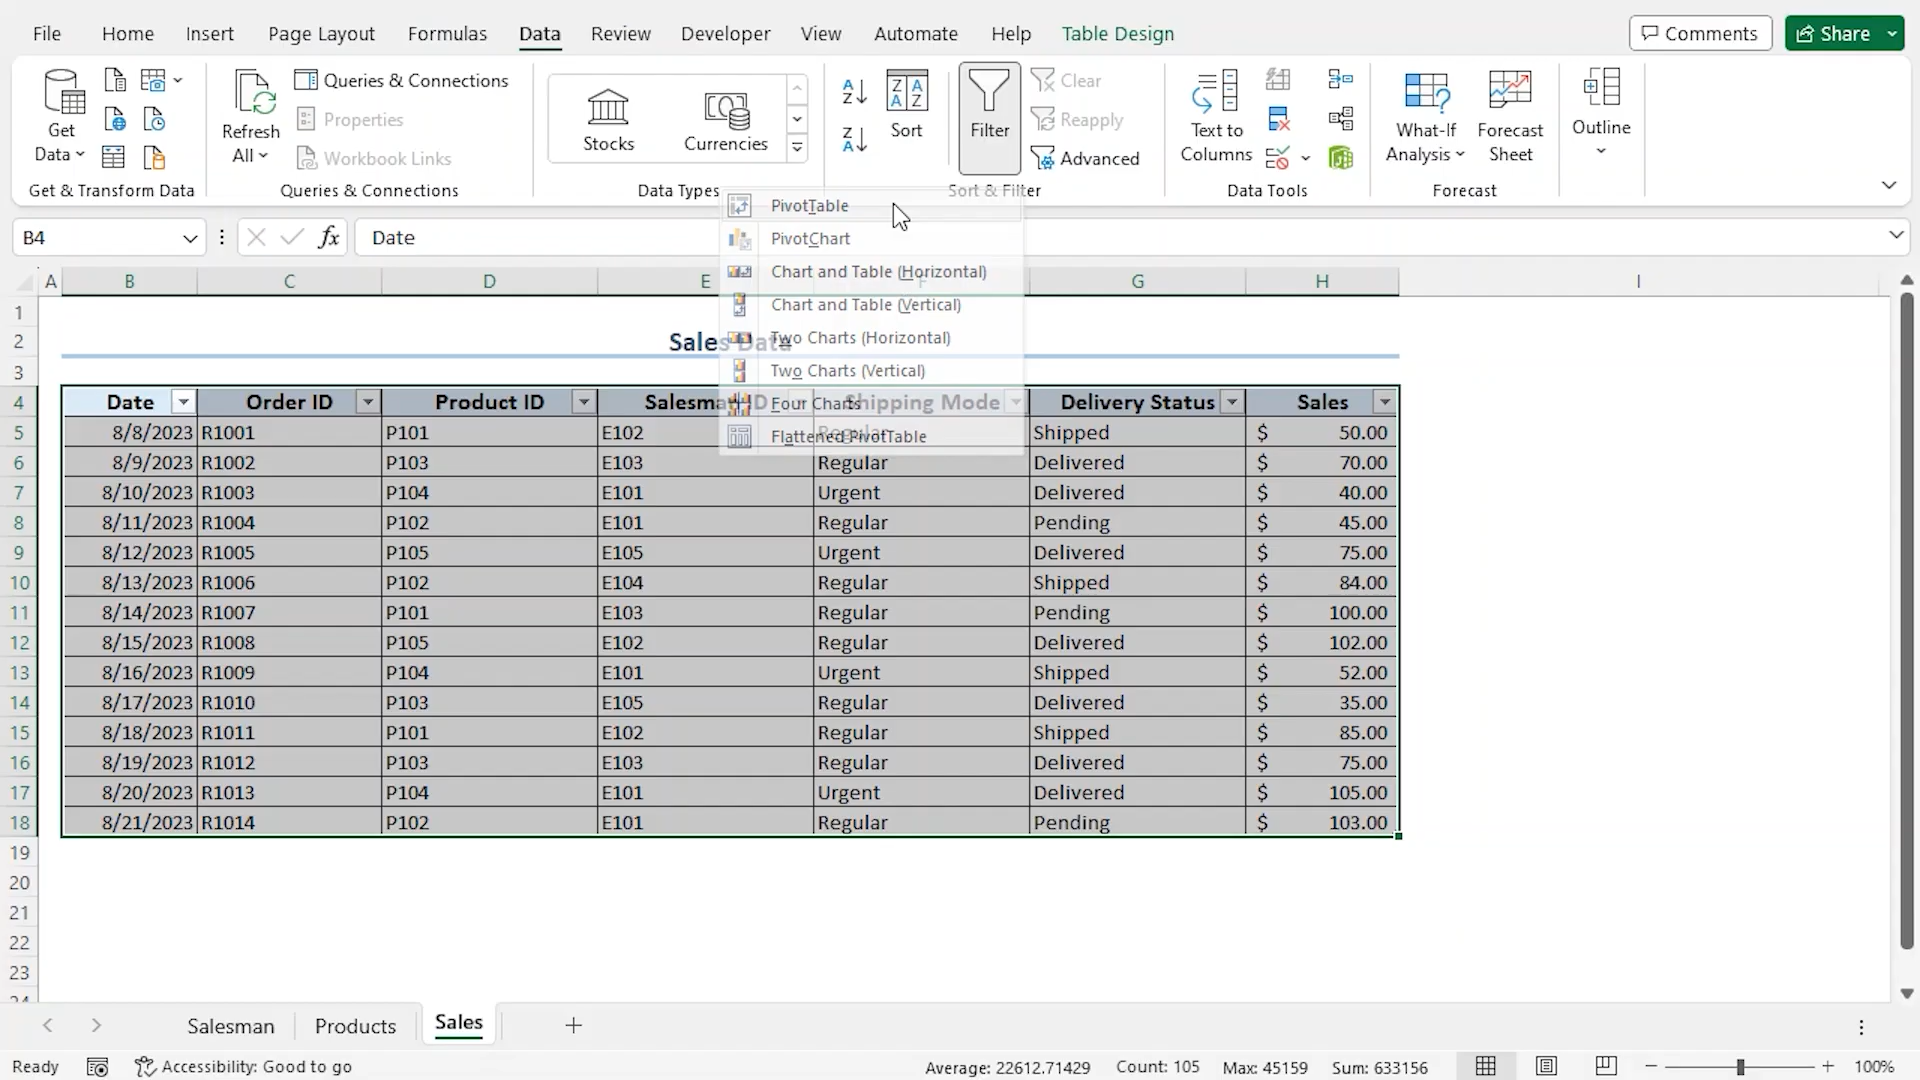 File Home Insert Page Layout Formulas Data Review Developer View Automate Help Table Design Comments Share
Get Data
Refresh All
Queries & Connections
Properties
Workbook Links
Stocks
Currencies
Sort
Filter
Clear
Reapply
Advanced
Text to Columns
What-If Analysis
Forecast Sheet
Outline
Get & Transform Data Queries & Connections Data Types Sort & Filter Data Tools Forecast
PivotTable
PivotChart
Chart and Table (Horizontal)
Chart and Table (Vertical)
Two Charts (Horizontal)
Two Charts (Vertical)
Four Charts
Flattened PivotTable
B4 fx Date
A B C D E F G H I
1
2 Sales Data
3
4 Date Order ID Product ID Salesman ID Shipping Mode Delivery Status Sales
5 8/8/2023 R1001 P101 E102 Regular Shipped $ 50.00
6 8/9/2023 R1002 P103 E103 Regular Delivered $ 70.00
7 8/10/2023 R1003 P104 E101 Urgent Delivered $ 40.00
8 8/11/2023 R1004 P102 E101 Regular Pending $ 45.00
9 8/12/2023 R1005 P105 E105 Urgent Delivered $ 75.00
10 8/13/2023 R1006 P102 E104 Regular Shipped $ 84.00
11 8/14/2023 R1007 P101 E103 Regular Pending $ 100.00
12 8/15/2023 R1008 P105 E102 Regular Delivered $ 102.00
13 8/16/2023 R1009 P104 E101 Urgent Shipped $ 52.00
14 8/17/2023 R1010 P103 E105 Regular Delivered $ 35.00
15 8/18/2023 R1011 P101 E102 Regular Shipped $ 85.00
16 8/19/2023 R1012 P103 E103 Regular Delivered $ 75.00
17 8/20/2023 R1013 P104 E101 Urgent Delivered $ 105.00
18 8/21/2023 R1014 P102 E101 Regular Pending $ 103.00
19
20
21
22
23
24
Salesman Products Sales
Ready Accessibility: Good to go Average: 22612.71429 Count: 105 Max: 45159 Sum: 633156 100%